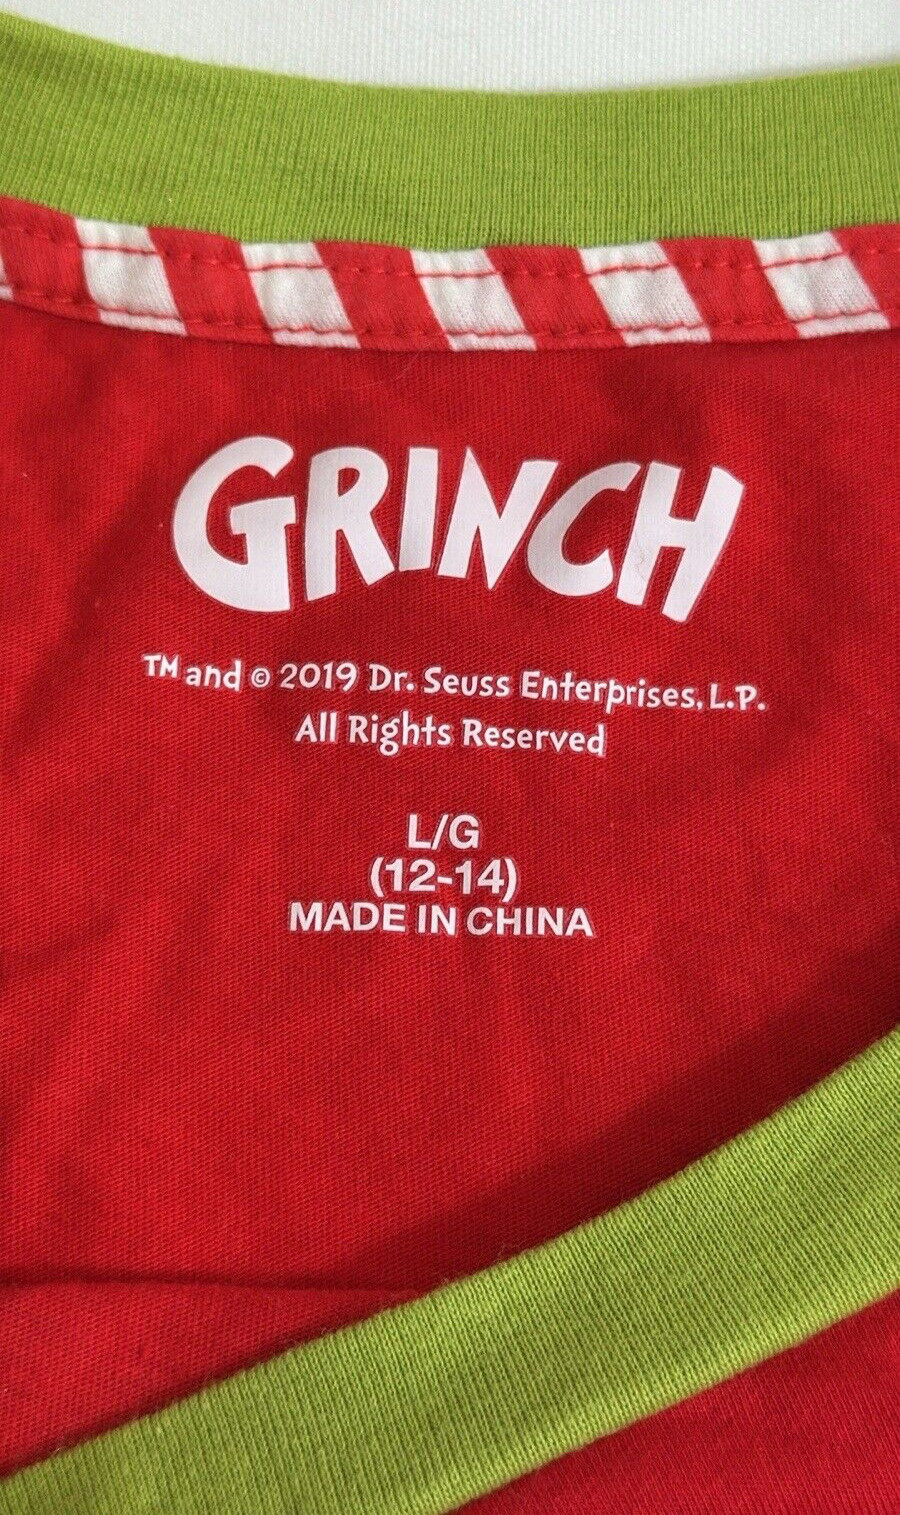 GRINCH
™ and © 2019 Dr. Seuss Enterprises, L.P.
All Rights Reserved
L/G
(12-14)
MADE IN CHINA